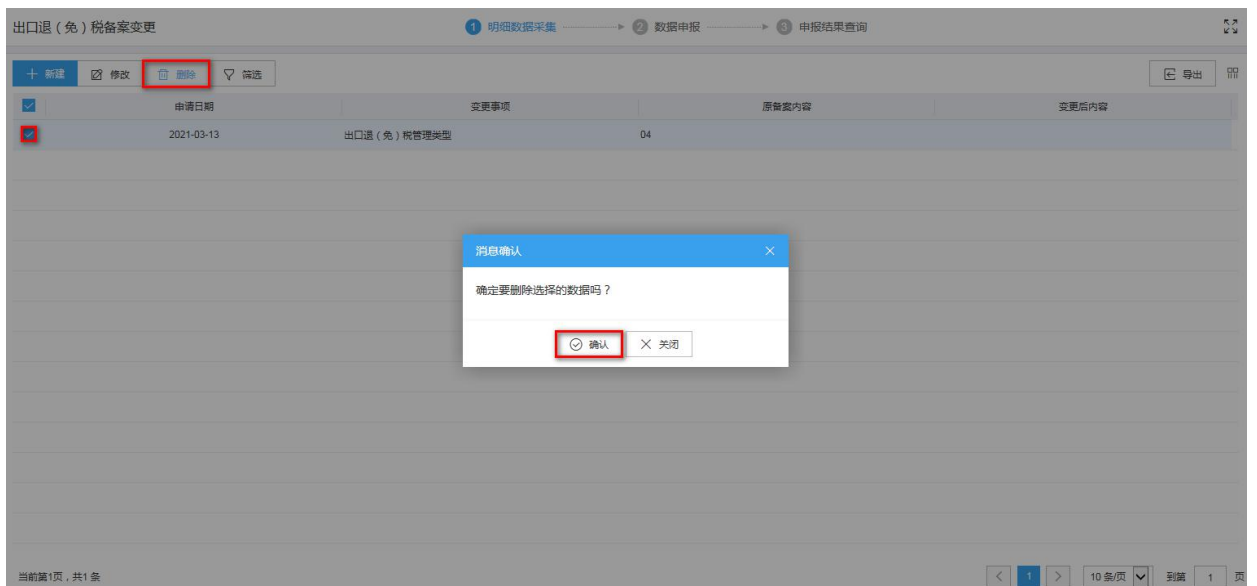 出口退（免）税备案变更
1 明细数据采集 2 数据申报 3 申报结果查询
新建 修改 删除 筛选 导出
申请日期 变更事项 原备案内容 变更后内容
2021-03-13 出口退（免）税管理类型 04
消息确认
确定要删除选择的数据吗？
确认 关闭
当前第1页，共1条 1 10条/页 到第 1 页